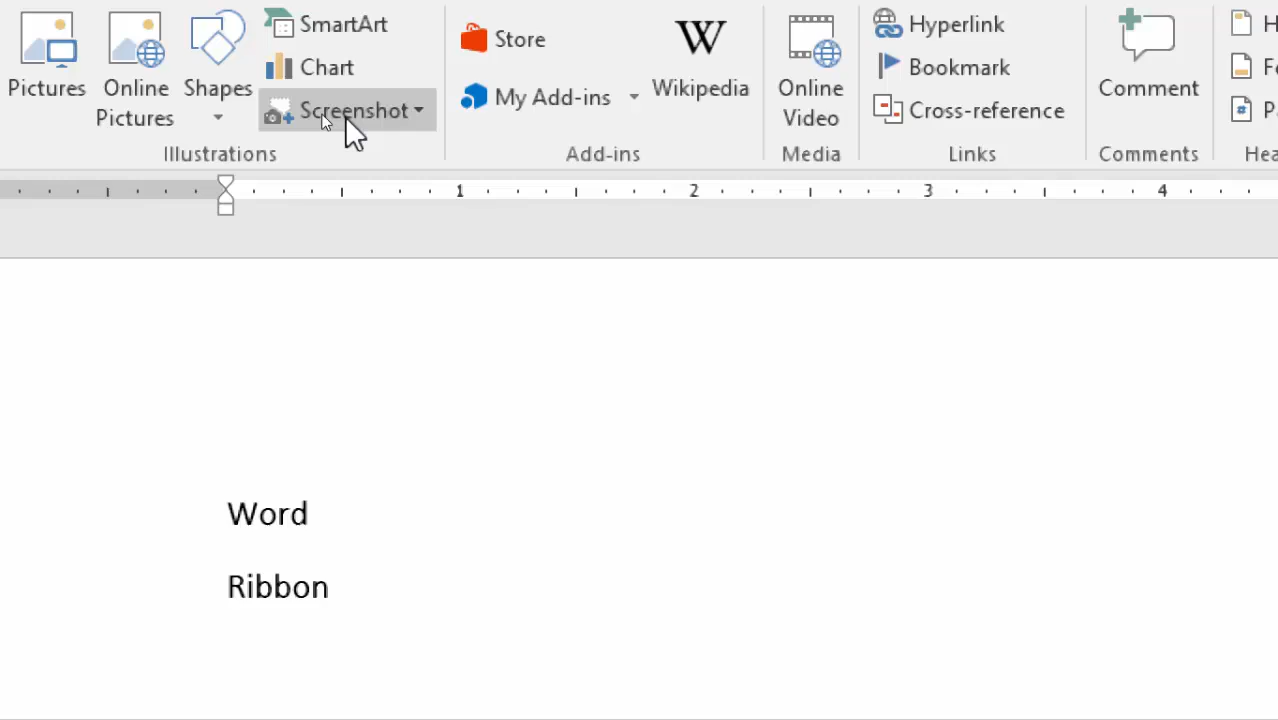 Pictures
Online
Pictures
Shapes
SmartArt
Chart
Screenshot
Illustrations
Store
My Add-ins
Wikipedia
Add-ins
Online
Video
Media
Hyperlink
Bookmark
Cross-reference
Links
Comment
Comments
1 2 3 4
Word
Ribbon